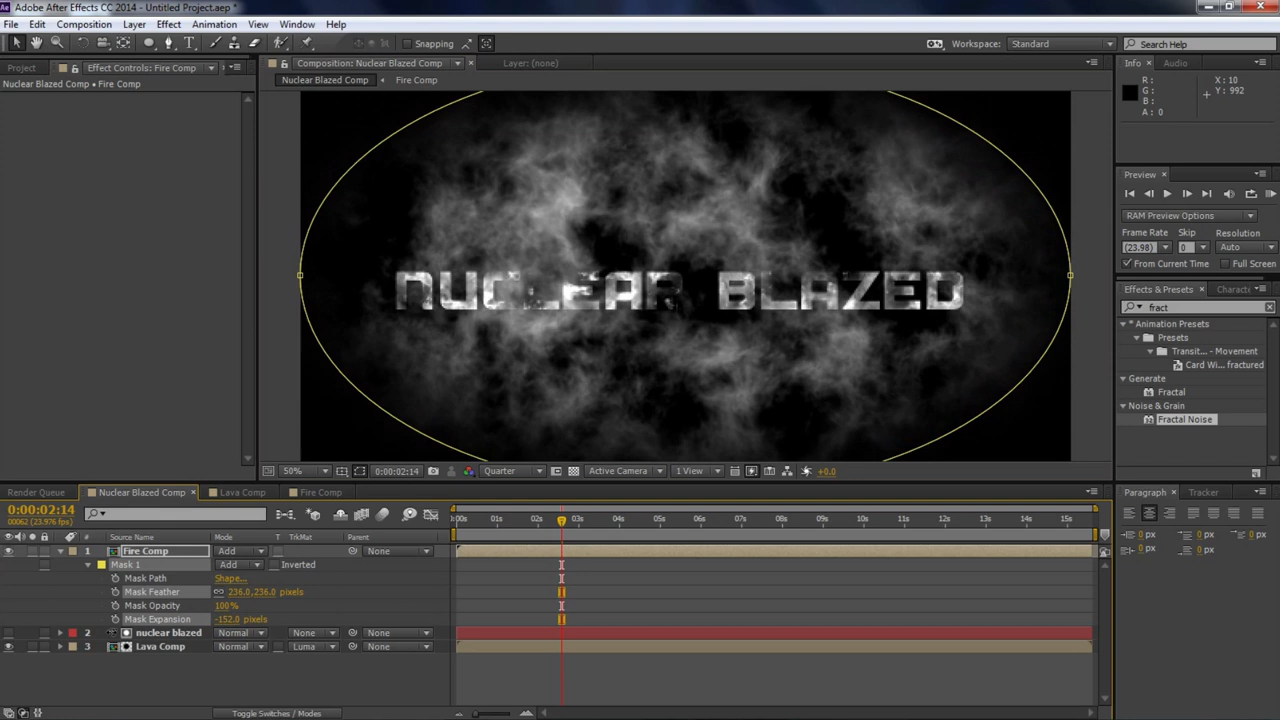 Adobe After Effects CC 2014 - Untitled Project.aep *
File Edit Composition Layer Effect Animation View Window Help
Snapping Workspace: Standard Search Help
Project Effect Controls: Fire Comp Composition: Nuclear Blazed Comp Layer: (none) Info Audio
Nuclear Blazed Comp • Fire Comp Nuclear Blazed Comp Fire Comp
R: X: 10
G: Y: 992
B:
A: 0
NUCLEAR BLAZED
Preview
RAM Preview Options
Frame Rate Skip Resolution
(23.98) 0 Auto
From Current Time Full Screen
Effects & Presets Charact
fract
* Animation Presets
Presets
Transit... - Movement
Card Wi... fractured
Generate
Fractal
Noise & Grain
Fractal Noise
50% 0:00:02:14 Quarter Active Camera 1 View +0.0
Render Queue Nuclear Blazed Comp Lava Comp Fire Comp
Paragraph Tracker
0:00:02:14
00062 (23.976 fps)
:00s 01s 02s 03s 04s 05s 06s 07s 08s 09s 10s 11s 12s 13s 14s 15s
# Source Name Mode T TrkMat Parent
1 Fire Comp Add None
Mask 1 Add Inverted
Mask Path Shape...
Mask Feather 236.0,236.0 pixels
Mask Opacity 100%
Mask Expansion -152.0 pixels
2 nuclear blazed Normal None None
3 Lava Comp Normal Luma None
0 px 0 px 0 px
0 px 0 px
Toggle Switches / Modes